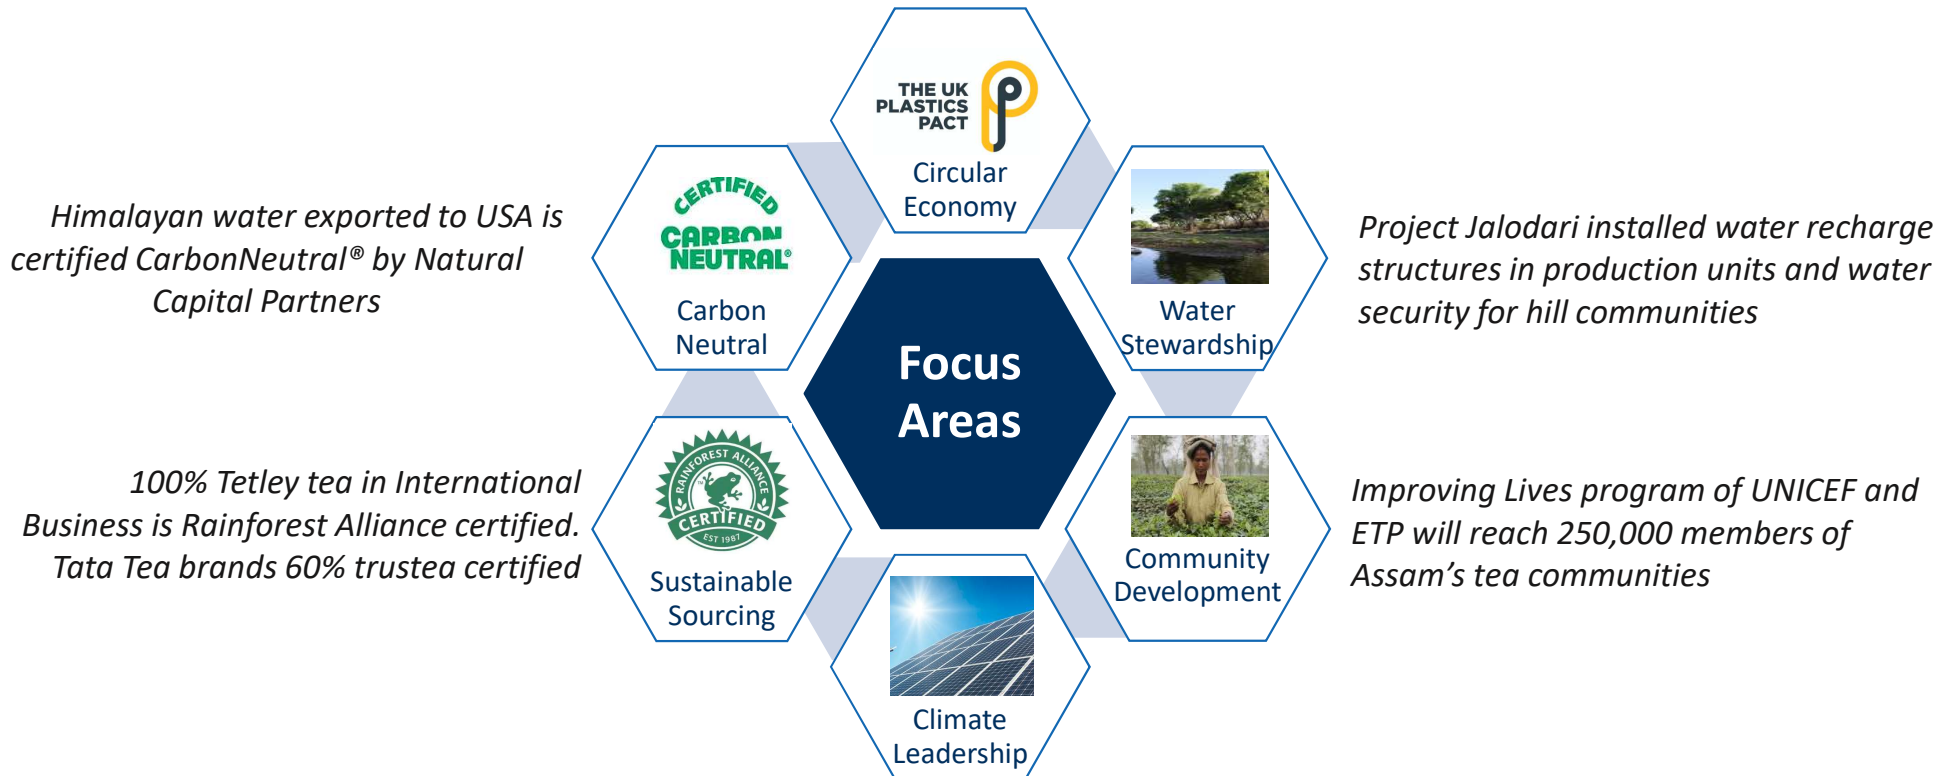 THE UK
PLASTICS
PACT
Circular
Economy
CERTIFIED
CARBON
NEUTRAL®
Carbon
Neutral
Himalayan water exported to USA is
certified CarbonNeutral® by Natural
Capital Partners
Water
Stewardship
Project Jalodari installed water recharge
structures in production units and water
security for hill communities
Focus
Areas
RAINFOREST ALLIANCE
CERTIFIED
EST 1987
Sustainable
Sourcing
100% Tetley tea in International
Business is Rainforest Alliance certified.
Tata Tea brands 60% trustea certified
Community
Development
Improving Lives program of UNICEF and
ETP will reach 250,000 members of
Assam’s tea communities
Climate
Leadership